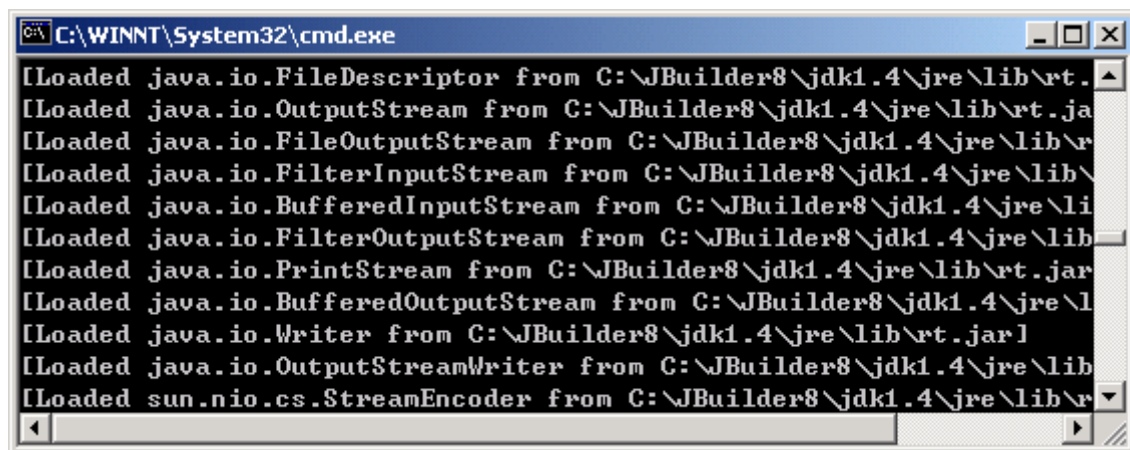 C:\WINNT\System32\cmd.exe
[Loaded java.io.FileDescriptor from C:\JBuilder8\jdk1.4\jre\lib\rt.
[Loaded java.io.OutputStream from C:\JBuilder8\jdk1.4\jre\lib\rt.ja
[Loaded java.io.FileOutputStream from C:\JBuilder8\jdk1.4\jre\lib\r
[Loaded java.io.FilterInputStream from C:\JBuilder8\jdk1.4\jre\lib\
[Loaded java.io.BufferedInputStream from C:\JBuilder8\jdk1.4\jre\li
[Loaded java.io.FilterOutputStream from C:\JBuilder8\jdk1.4\jre\lib
[Loaded java.io.PrintStream from C:\JBuilder8\jdk1.4\jre\lib\rt.jar
[Loaded java.io.BufferedOutputStream from C:\JBuilder8\jdk1.4\jre\l
[Loaded java.io.Writer from C:\JBuilder8\jdk1.4\jre\lib\rt.jar]
[Loaded java.io.OutputStreamWriter from C:\JBuilder8\jdk1.4\jre\lib
[Loaded sun.nio.cs.StreamEncoder from C:\JBuilder8\jdk1.4\jre\lib\r